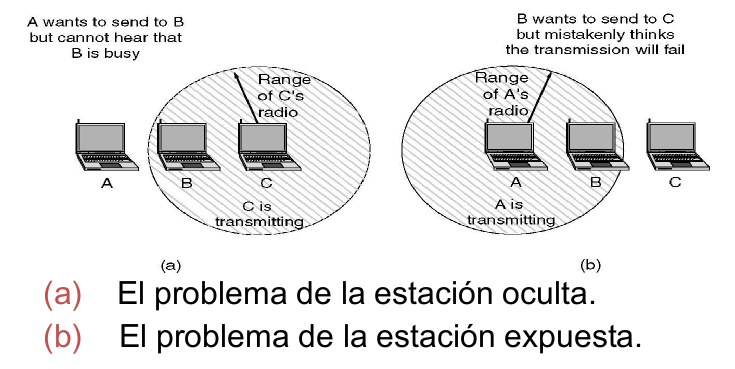 A wants to send to B
but cannot hear that
B is busy
Range
of C's
radio
A
B
C
C is
transmitting
(a)
B wants to send to C
but mistakenly thinks
the transmission will fail
Range
of A's
radio
A
B
C
A is
transmitting
(b)
(a) El problema de la estación oculta.
(b) El problema de la estación expuesta.